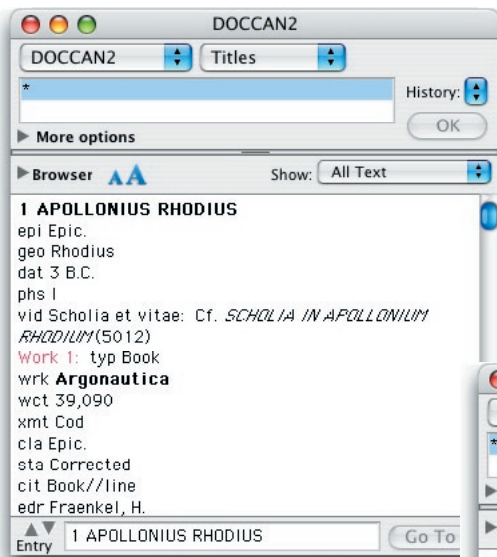 DOCCAN2
DOCCAN2 Titles
*
History:
OK
More options
Browser AA Show: All Text
1 APOLLONIUS RHODIUS
epi Epic.
geo Rhodius
dat 3 B.C.
phs I
vid Scholia et vitae: Cf. SCHOLIA IN APOLLONIUM
RHODIUM(5012)
Work 1: typ Book
wrk Argonautica
wct 39,090
xmt Cod
cla Epic.
sta Corrected
cit Book//line
edr Fraenkel, H.
Entry 1 APOLLONIUS RHODIUS Go To
*